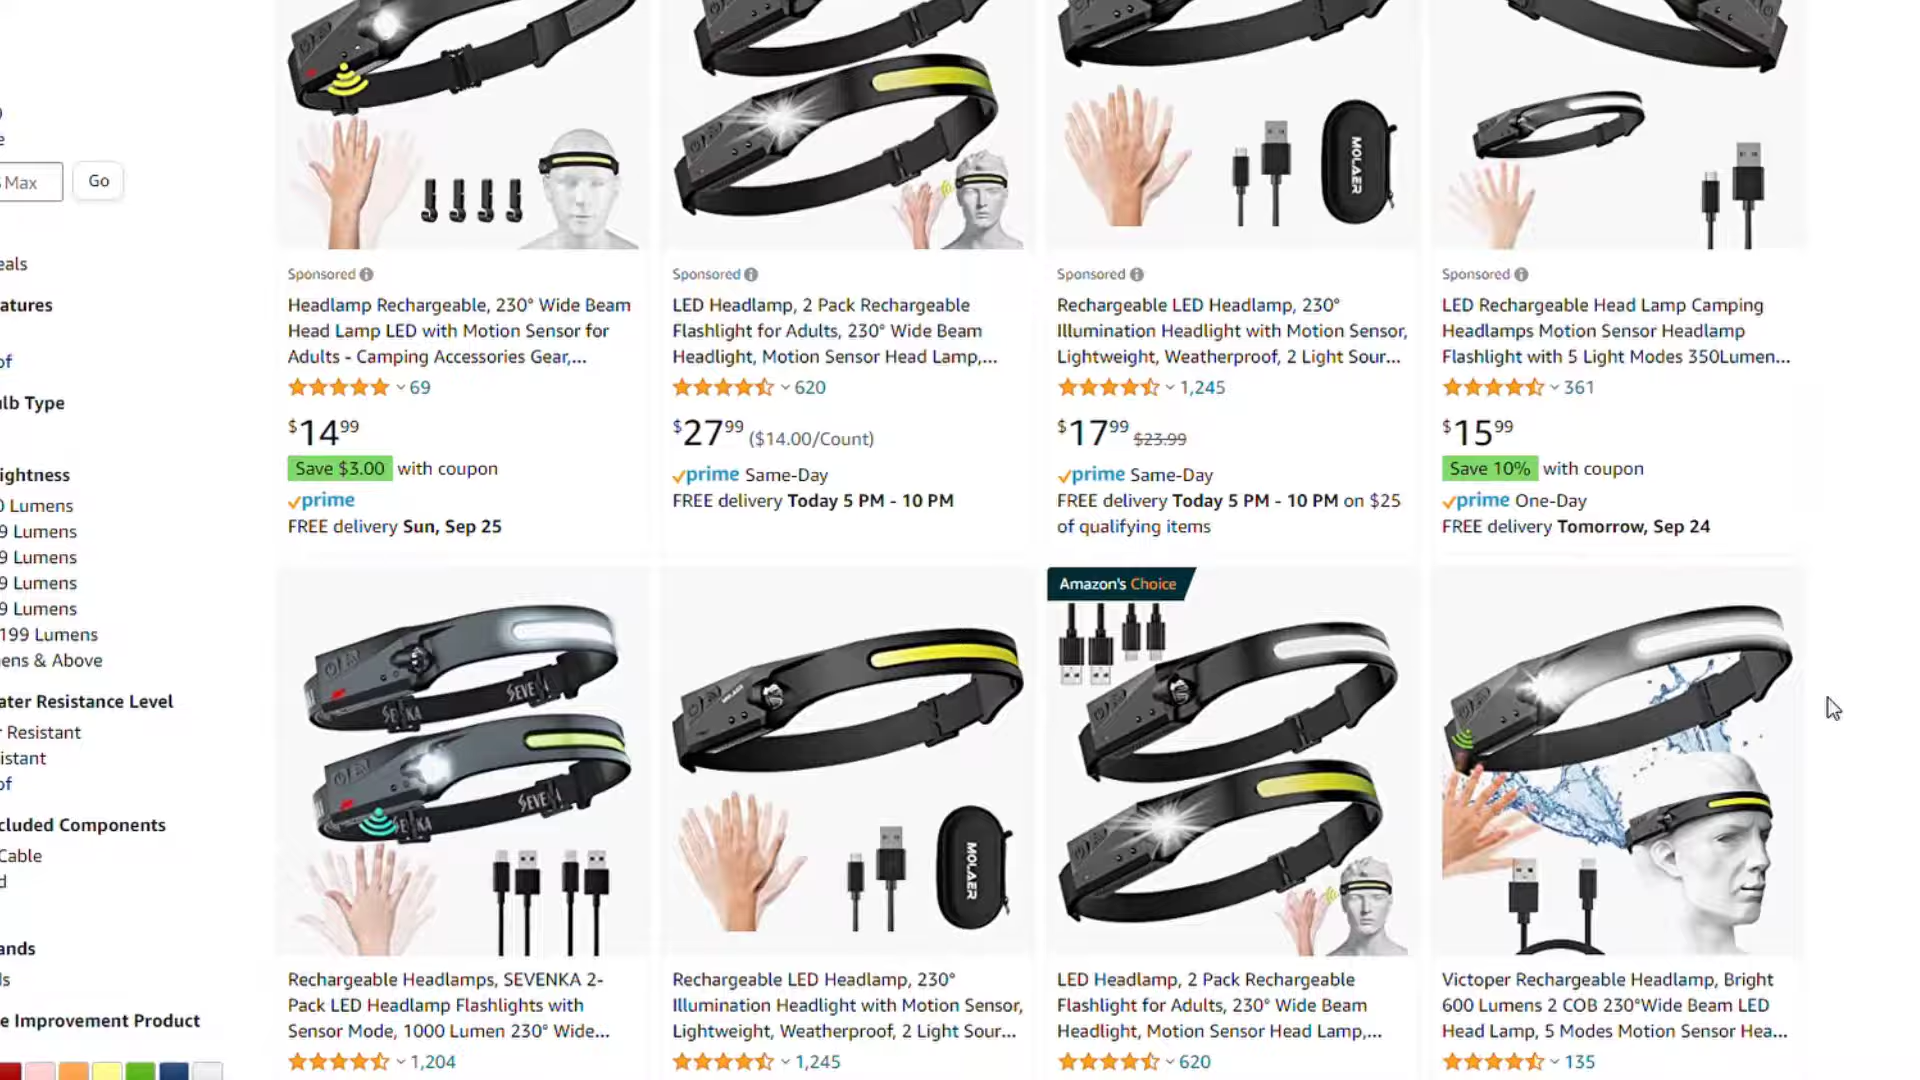 Max
Go
eals
atures
of
lb Type
ightness
0 Lumens
9 Lumens
9 Lumens
9 Lumens
9 Lumens
199 Lumens
ens & Above
ater Resistance Level
r Resistant
istant
of
cluded Components
Cable
d
ands
ls
e Improvement Product
MOLAER
Sponsored
Headlamp Rechargeable, 230° Wide Beam
Head Lamp LED with Motion Sensor for
Adults - Camping Accessories Gear,...
69
$14.99
Save $3.00 with coupon
prime
FREE delivery Sun, Sep 25
Sponsored
LED Headlamp, 2 Pack Rechargeable
Flashlight for Adults, 230° Wide Beam
Headlight, Motion Sensor Head Lamp,...
620
$27.99 ($14.00/Count)
prime Same-Day
FREE delivery Today 5 PM - 10 PM
Sponsored
Rechargeable LED Headlamp, 230°
Illumination Headlight with Motion Sensor,
Lightweight, Weatherproof, 2 Light Sour...
1,245
$17.99 $23.99
prime Same-Day
FREE delivery Today 5 PM - 10 PM on $25
of qualifying items
Sponsored
LED Rechargeable Head Lamp Camping
Headlamps Motion Sensor Headlamp
Flashlight with 5 Light Modes 350Lumen...
361
$15.99
Save 10% with coupon
prime One-Day
FREE delivery Tomorrow, Sep 24
SEVENKA
SEVENKA
Rechargeable Headlamps, SEVENKA 2-
Pack LED Headlamp Flashlights with
Sensor Mode, 1000 Lumen 230° Wide...
1,204
MOLAER
MOLAER
Rechargeable LED Headlamp, 230°
Illumination Headlight with Motion Sensor,
Lightweight, Weatherproof, 2 Light Sour...
1,245
Amazon's Choice
LED Headlamp, 2 Pack Rechargeable
Flashlight for Adults, 230° Wide Beam
Headlight, Motion Sensor Head Lamp,...
620
Victoper Rechargeable Headlamp, Bright
600 Lumens 2 COB 230°Wide Beam LED
Head Lamp, 5 Modes Motion Sensor Hea...
135